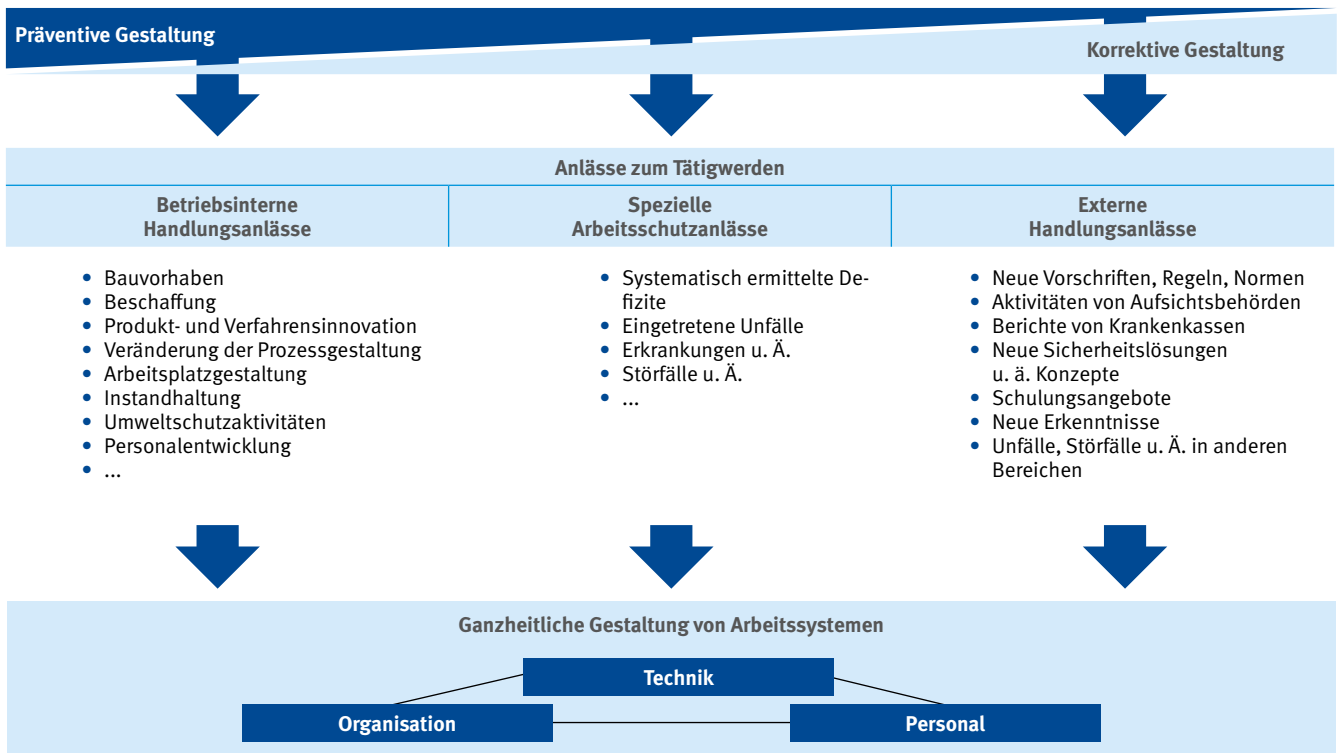 Präventive Gestaltung
Korrektive Gestaltung
Anlässe zum Tätigwerden
Betriebsinterne
Handlungsanlässe
Spezielle
Arbeitsschutzanlässe
Externe
Handlungsanlässe
• Bauvorhaben
• Beschaffung
• Produkt- und Verfahrensinnovation
• Veränderung der Prozessgestaltung
• Arbeitsplatzgestaltung
• Instandhaltung
• Umweltschutzaktivitäten
• Personalentwicklung
• ...
• Systematisch ermittelte De-
fizite
• Eingetretene Unfälle
• Erkrankungen u. Ä.
• Störfälle u. Ä.
• ...
• Neue Vorschriften, Regeln, Normen
• Aktivitäten von Aufsichtsbehörden
• Berichte von Krankenkassen
• Neue Sicherheitslösungen
u. ä. Konzepte
• Schulungsangebote
• Neue Erkenntnisse
• Unfälle, Störfälle u. Ä. in anderen
Bereichen
Ganzheitliche Gestaltung von Arbeitssystemen
Technik
Organisation
Personal